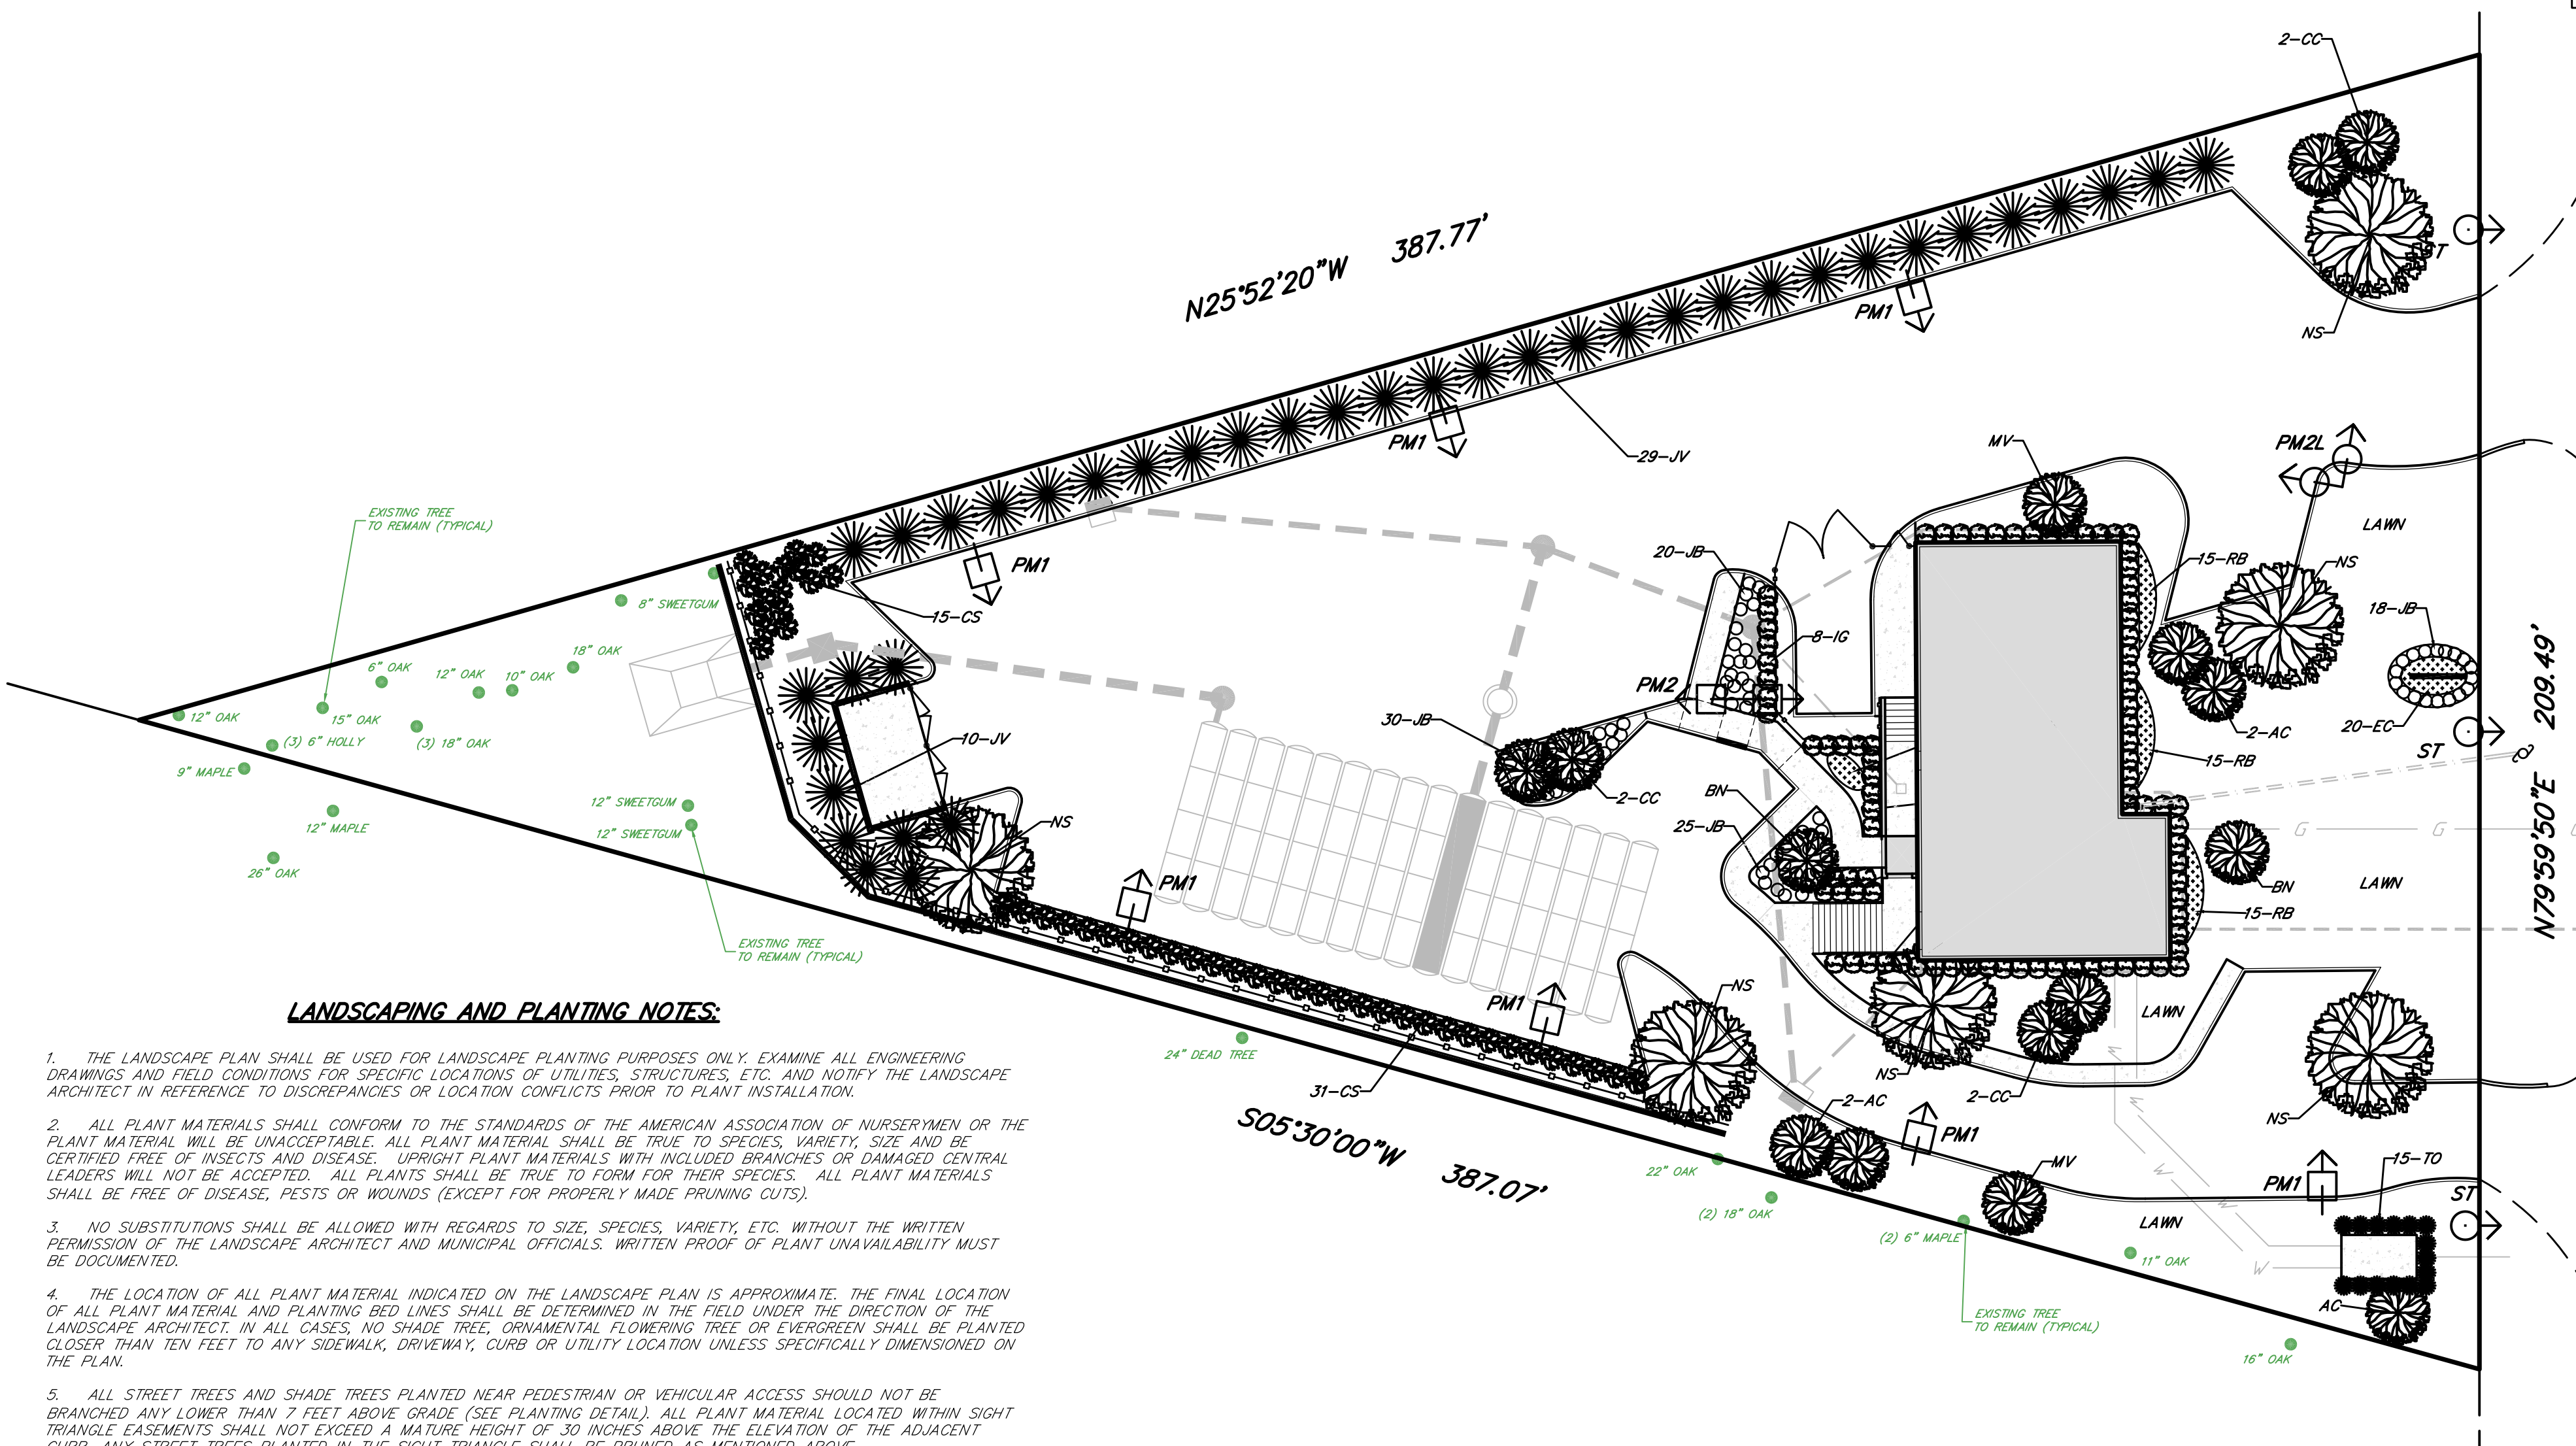 2-CC
N25°52'20"W 387.77'
ST
PM1
NS
PM1
29-JV
MV
PM2L
LAWN
EXISTING TREE
TO REMAIN (TYPICAL)
PM1
20-JB
15-RB
NS
8" SWEETGUM
15-CS
18-JB
8-IG
18" OAK
6" OAK
12" OAK
10" OAK
PM2
12" OAK
15" OAK
30-JB
2-AC
20-EC
N79°59'50"E 209.49'
(3) 6" HOLLY
(3) 18" OAK
10-JV
ST
15-RB
9" MAPLE
2-CC
BN
12" SWEETGUM
12" MAPLE
NS
25-JB
12" SWEETGUM
G
G
26" OAK
PM1
LAWN
BN
15-RB
EXISTING TREE
TO REMAIN (TYPICAL)
NS
PM1
LANDSCAPING AND PLANTING NOTES:
LAWN
24" DEAD TREE
NS
31-CS
2-CC
2-AC
NS
S05°30'00"W 387.07'
PM1
W
W
W
W
W
22" OAK
MV
15-TO
PM1
ST
(2) 18" OAK
LAWN
(2) 6" MAPLE
11" OAK
AC
EXISTING TREE
TO REMAIN (TYPICAL)
16" OAK
1. THE LANDSCAPE PLAN SHALL BE USED FOR LANDSCAPE PLANTING PURPOSES ONLY. EXAMINE ALL ENGINEERING
DRAWINGS AND FIELD CONDITIONS FOR SPECIFIC LOCATIONS OF UTILITIES, STRUCTURES, ETC. AND NOTIFY THE LANDSCAPE
ARCHITECT IN REFERENCE TO DISCREPANCIES OR LOCATION CONFLICTS PRIOR TO PLANT INSTALLATION.
2. ALL PLANT MATERIALS SHALL CONFORM TO THE STANDARDS OF THE AMERICAN ASSOCIATION OF NURSERYMEN OR THE
PLANT MATERIAL WILL BE UNACCEPTABLE. ALL PLANT MATERIAL SHALL BE TRUE TO SPECIES, VARIETY, SIZE AND BE
CERTIFIED FREE OF INSECTS AND DISEASE. UPRIGHT PLANT MATERIALS WITH INCLUDED BRANCHES OR DAMAGED CENTRAL
LEADERS WILL NOT BE ACCEPTED. ALL PLANTS SHALL BE TRUE TO FORM FOR THEIR SPECIES. ALL PLANT MATERIALS
SHALL BE FREE OF DISEASE, PESTS OR WOUNDS (EXCEPT FOR PROPERLY MADE PRUNING CUTS).
3. NO SUBSTITUTIONS SHALL BE ALLOWED WITH REGARDS TO SIZE, SPECIES, VARIETY, ETC. WITHOUT THE WRITTEN
PERMISSION OF THE LANDSCAPE ARCHITECT AND MUNICIPAL OFFICIALS. WRITTEN PROOF OF PLANT UNAVAILABILITY MUST
BE DOCUMENTED.
4. THE LOCATION OF ALL PLANT MATERIAL INDICATED ON THE LANDSCAPE PLAN IS APPROXIMATE. THE FINAL LOCATION
OF ALL PLANT MATERIAL AND PLANTING BED LINES SHALL BE DETERMINED IN THE FIELD UNDER THE DIRECTION OF THE
LANDSCAPE ARCHITECT. IN ALL CASES, NO SHADE TREE, ORNAMENTAL FLOWERING TREE OR EVERGREEN SHALL BE PLANTED
CLOSER THAN TEN FEET TO ANY SIDEWALK, DRIVEWAY, CURB OR UTILITY LOCATION UNLESS SPECIFICALLY DIMENSIONED ON
THE PLAN.
5. ALL STREET TREES AND SHADE TREES PLANTED NEAR PEDESTRIAN OR VEHICULAR ACCESS SHOULD NOT BE
BRANCHED ANY LOWER THAN 7 FEET ABOVE GRADE (SEE PLANTING DETAIL). ALL PLANT MATERIAL LOCATED WITHIN SIGHT
TRIANGLE EASEMENTS SHALL NOT EXCEED A MATURE HEIGHT OF 30 INCHES ABOVE THE ELEVATION OF THE ADJACENT
CURB. ANY STREET TREES PLANTED IN THE SIGHT TRIANGLE SHALL BE PRUNED AS MENTIONED ABOVE.